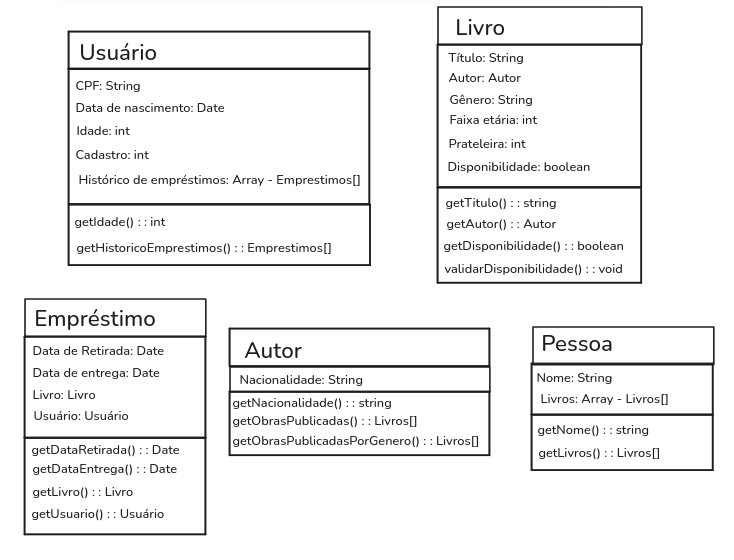 Usuário
CPF: String
Data de nascimento: Date
Idade: int
Cadastro: int
Histórico de empréstimos: Array - Emprestimos[]
getIdade() : : int
getHistoricoEmprestimos() : : Emprestimos[]
Livro
Título: String
Autor: Autor
Gênero: String
Faixa etária: int
Prateleira: int
Disponibilidade: boolean
getTitulo() : : string
getAutor() : : Autor
getDisponibilidade() : : boolean
validarDisponibilidade() : : void
Empréstimo
Data de Retirada: Date
Data de entrega: Date
Livro: Livro
Usuário: Usuário
getDataRetirada() : : Date
getDataEntrega() : : Date
getLivro() : : Livro
getUsuario() : : Usuário
Autor
Nacionalidade: String
getNacionalidade() : : string
getObrasPublicadas() : : Livros[]
getObrasPublicadasPorGenero() : : Livros[]
Pessoa
Nome: String
Livros: Array - Livros[]
getNome() : : string
getLivros() : : Livros[]